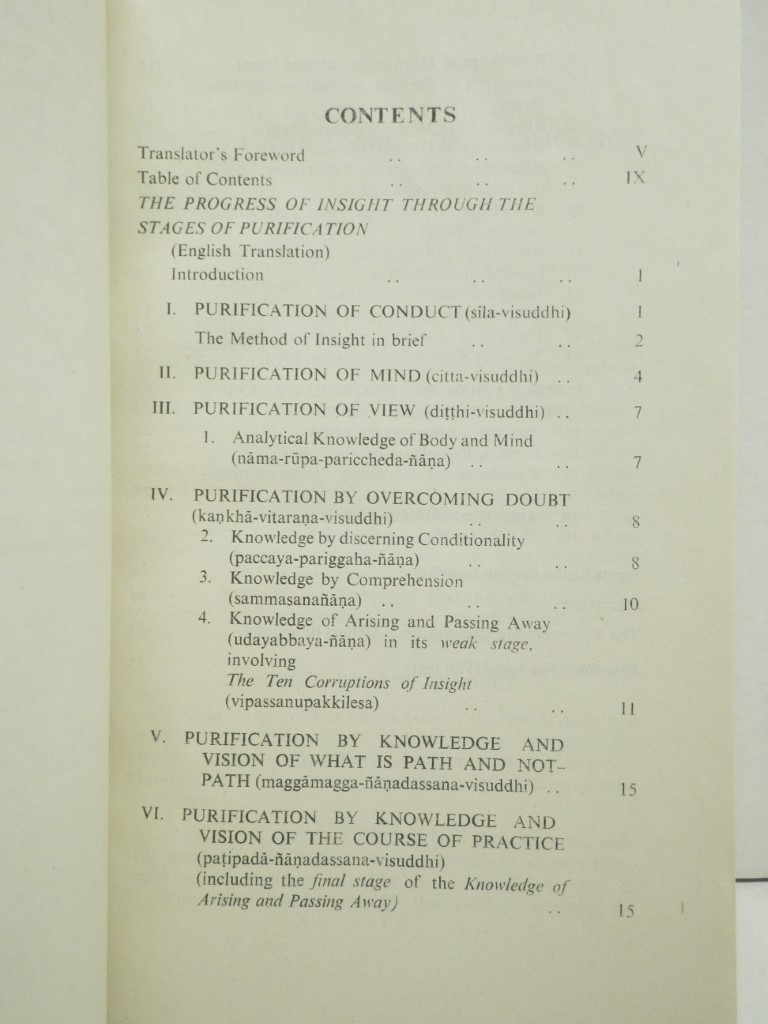 CONTENTS
Translator's Foreword .. .. .. V
Table of Contents .. .. .. IX
THE PROGRESS OF INSIGHT THROUGH THE
STAGES OF PURIFICATION
(English Translation)
Introduction .. .. .. 1
I. PURIFICATION OF CONDUCT (sīla-visuddhi) 1
The Method of Insight in brief .. .. 2
II. PURIFICATION OF MIND (citta-visuddhi) .. 4
III. PURIFICATION OF VIEW (diṭṭhi-visuddhi) .. 7
1. Analytical Knowledge of Body and Mind
(nāma-rūpa-pariccheda-ñāṇa) .. .. 7
IV. PURIFICATION BY OVERCOMING DOUBT
(kaṇkhā-vitaraṇa-visuddhi) .. .. 8
2. Knowledge by discerning Conditionality
(paccaya-pariggaha-ñāṇa) .. .. 8
3. Knowledge by Comprehension
(sammasanañāṇa) .. .. .. 10
4. Knowledge of Arising and Passing Away
(udayabbaya-ñāṇa) in its weak stage,
involving
The Ten Corruptions of Insight
(vipassanupakkilesa) .. .. 11
V. PURIFICATION BY KNOWLEDGE AND
VISION OF WHAT IS PATH AND NOT-
PATH (maggāmagga-ñāṇadassana-visuddhi) .. 15
VI. PURIFICATION BY KNOWLEDGE AND
VISION OF THE COURSE OF PRACTICE
(paṭipadā-ñāṇadassana-visuddhi)
(including the final stage of the Knowledge of
Arising and Passing Away) .. 15